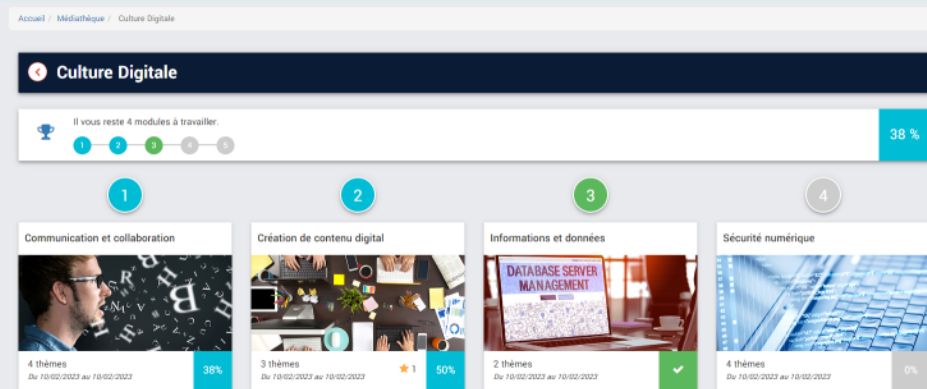 Accueil / Médiathèque / Culture Digitale
Culture Digitale
Il vous reste 4 modules à travailler.
1 2 3 4 5
38 %
1 2 3 4
Communication et collaboration
Création de contenu digital
Informations et données
Sécurité numérique
DATABASE SERVER
MANAGEMENT
4 thèmes
Du 10/02/2023 au 10/02/2023
38%
3 thèmes
Du 10/02/2023 au 10/02/2023
1
50%
2 thèmes
Du 10/02/2023 au 10/02/2023
4 thèmes
Du 10/02/2023 au 10/02/2023
0%